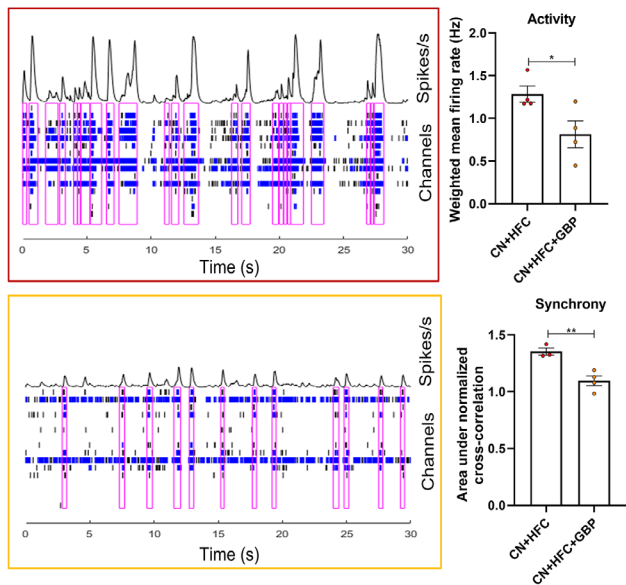 Spikes/s
Channels
0 5 10 15 20 25 30
Time (s)
Activity
Weighted mean firing rate (Hz)
*
2.0
1.5
1.0
0.5
0.0
CN+HFC
CN+HFC+GBP
Spikes/s
Channels
0 5 10 15 20 25 30
Time (s)
Synchrony
Area under normalized
cross-correlation
**
1.5
1.0
0.5
0.0
CN+HFC
CN+HFC+GBP